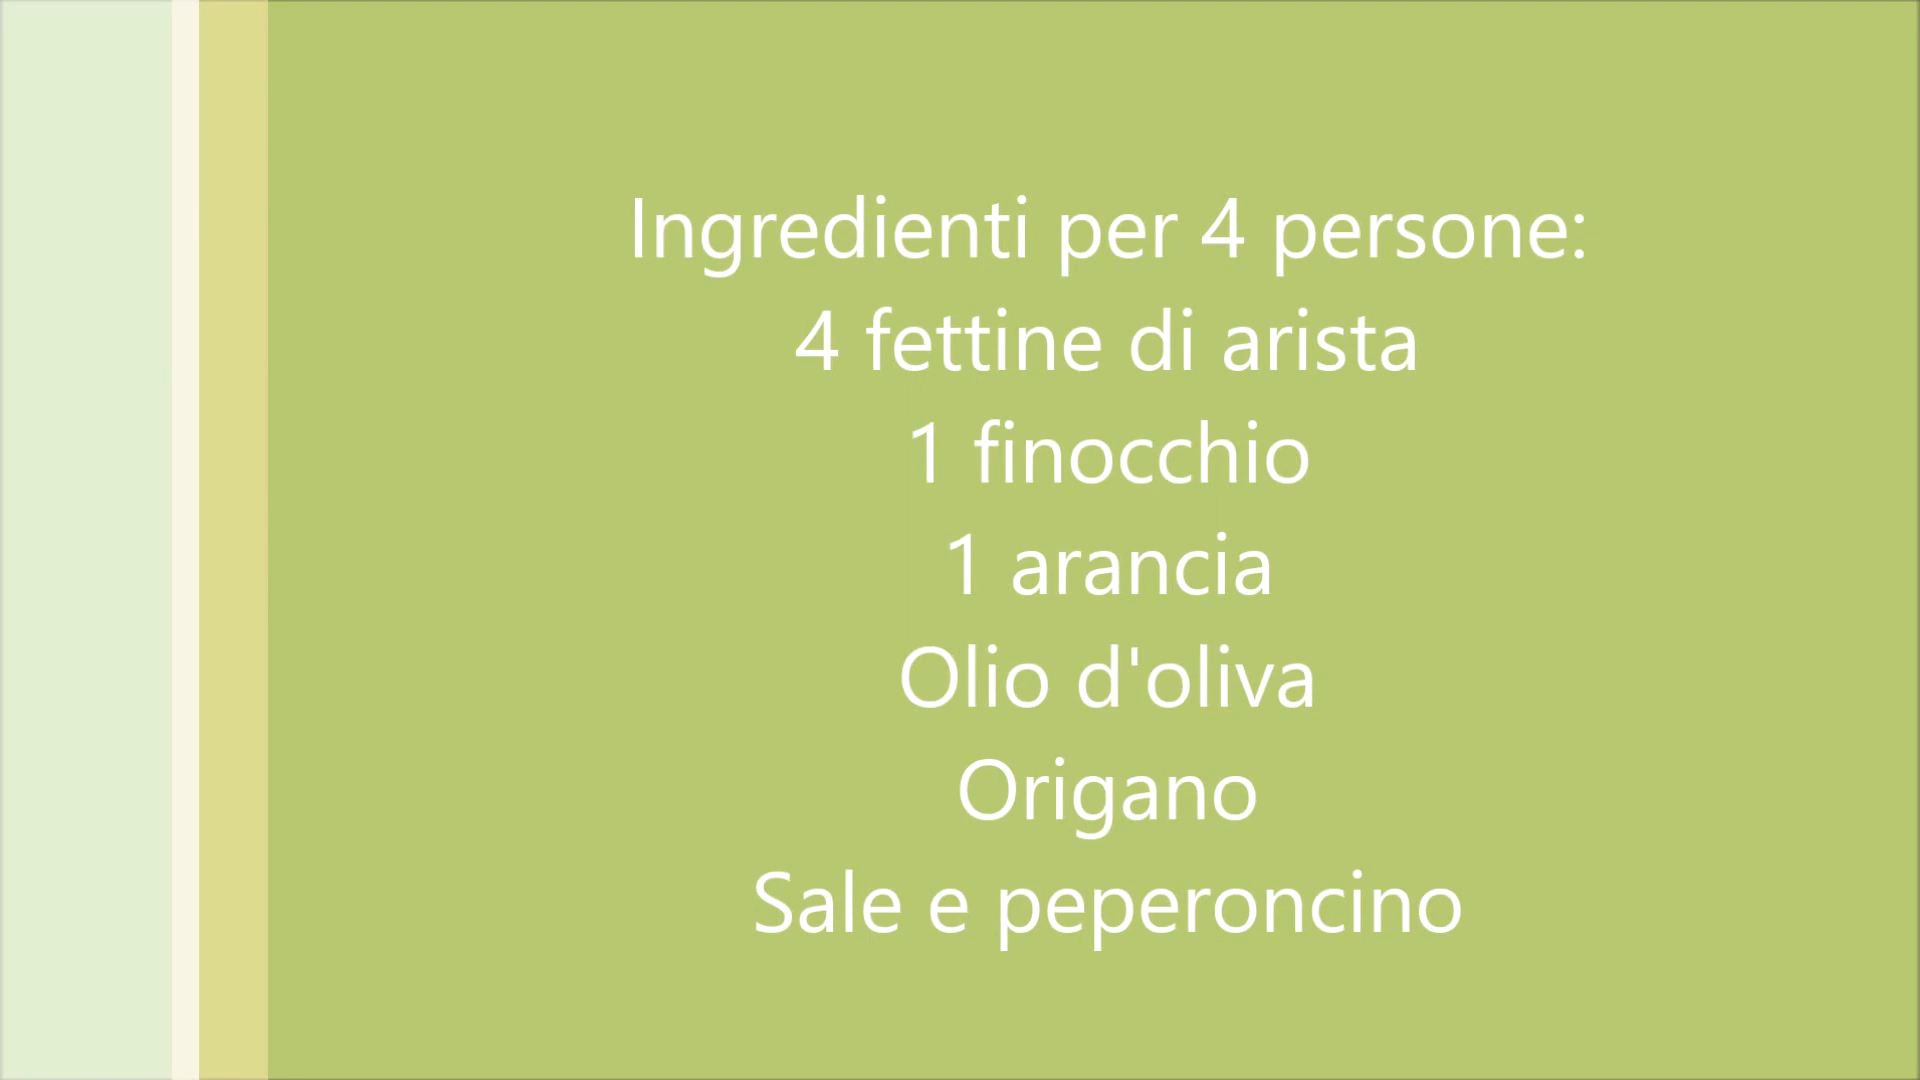 Ingredienti per 4 persone:
4 fettine di arista
1 finocchio
1 arancia
Olio d'oliva
Origano
Sale e peperoncino